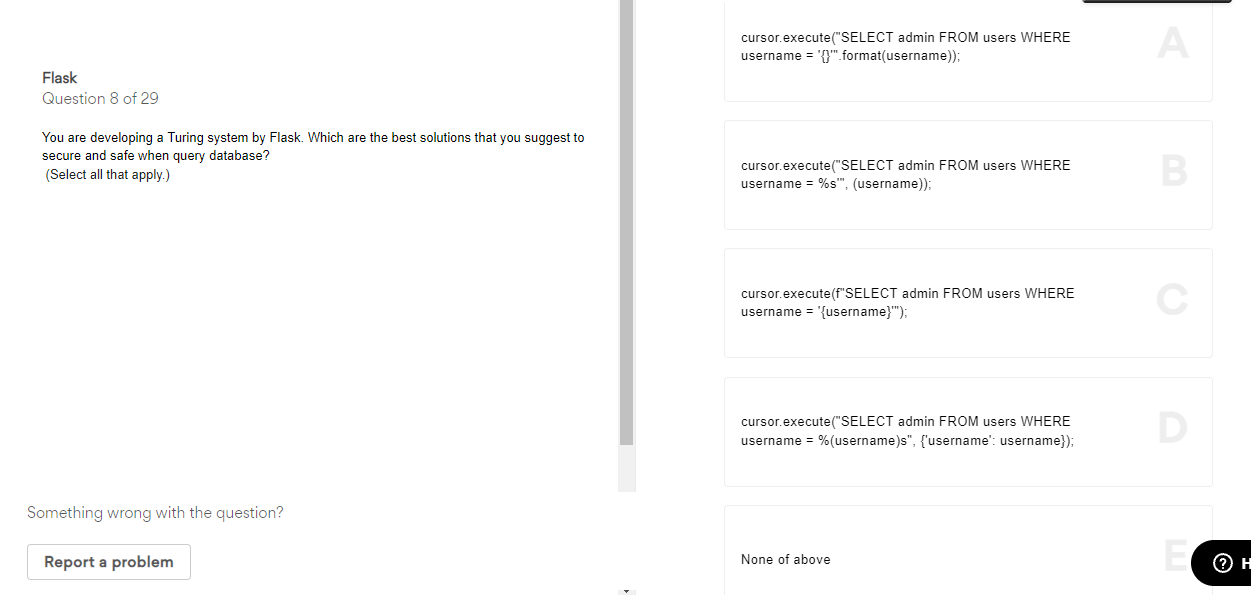 Flask
Question 8 of 29
You are developing a Turing system by Flask. Which are the best solutions that you suggest to
secure and safe when query database?
(Select all that apply.)
Something wrong with the question?
Report a problem
cursor.execute("SELECT admin FROM users WHERE
username = '{}'".format(username));
A
cursor.execute("SELECT admin FROM users WHERE
username = %s'", (username));
B
cursor.execute(f"SELECT admin FROM users WHERE
username = '{username}'");
C
cursor.execute("SELECT admin FROM users WHERE
username = %(username)s", {'username': username});
D
None of above
E
? H